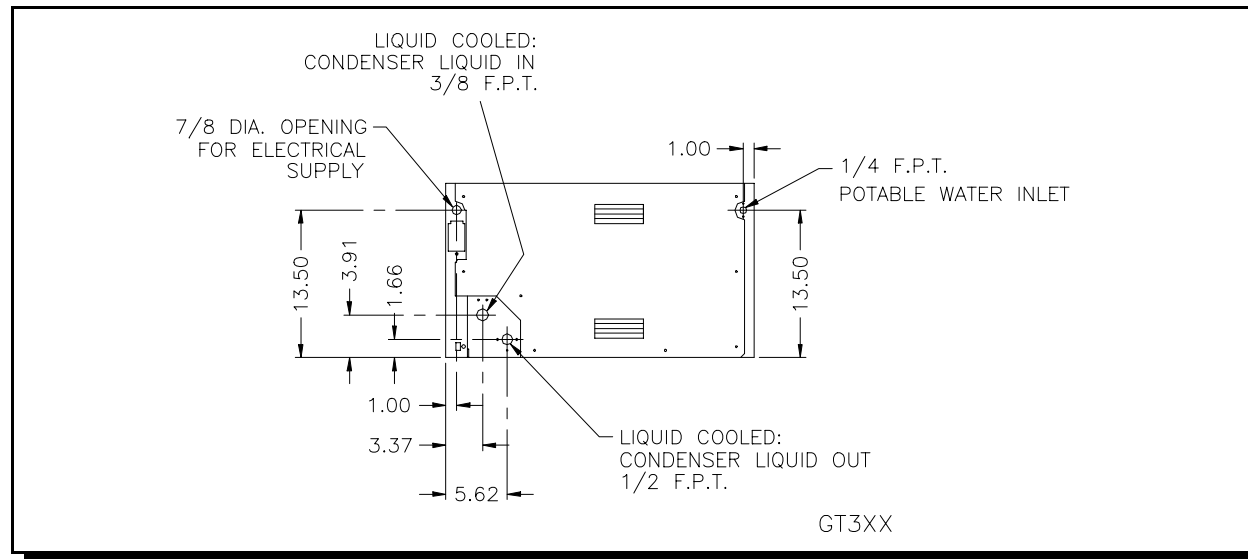 LIQUID COOLED:
CONDENSER LIQUID IN
3/8 F.P.T.
7/8 DIA. OPENING
FOR ELECTRICAL
SUPPLY
1.00
1/4 F.P.T.
POTABLE WATER INLET
13.50
3.91
1.66
13.50
1.00
3.37
5.62
LIQUID COOLED:
CONDENSER LIQUID OUT
1/2 F.P.T.
GT3XX